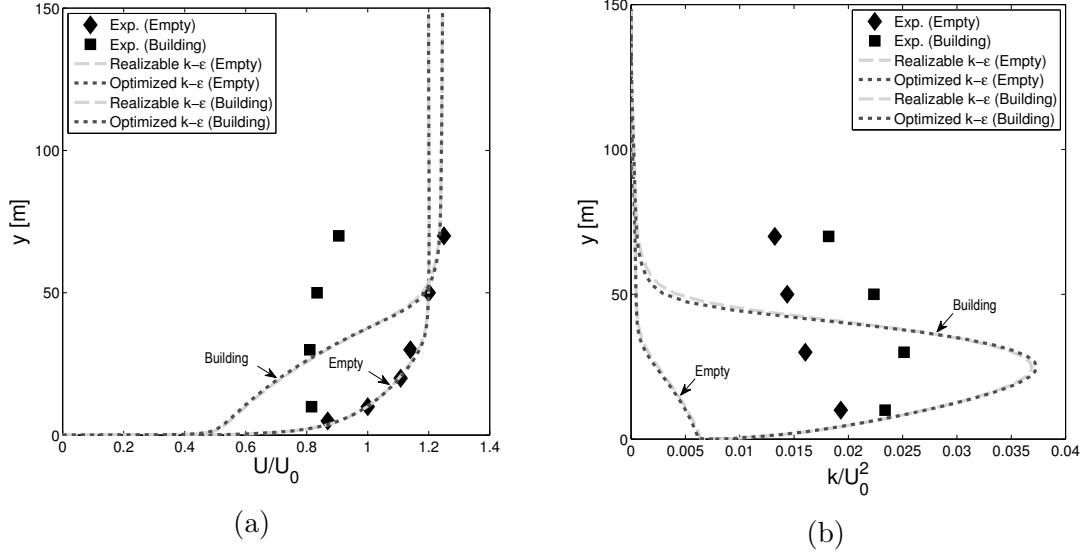 150
Exp. (Empty)
Exp. (Building)
Realizable k−ε (Empty)
Optimized k−ε (Empty)
Realizable k−ε (Building)
Optimized k−ε (Building)
100
y [m]
50
Building
Empty
0
0 0.2 0.4 0.6 0.8 1 1.2 1.4
U/U0
(a)
150
Exp. (Empty)
Exp. (Building)
Realizable k−ε (Empty)
Optimized k−ε (Empty)
Realizable k−ε (Building)
Optimized k−ε (Building)
100
y [m]
50
Building
Empty
0
0 0.005 0.01 0.015 0.02 0.025 0.03 0.035 0.04
k/U0^2
(b)